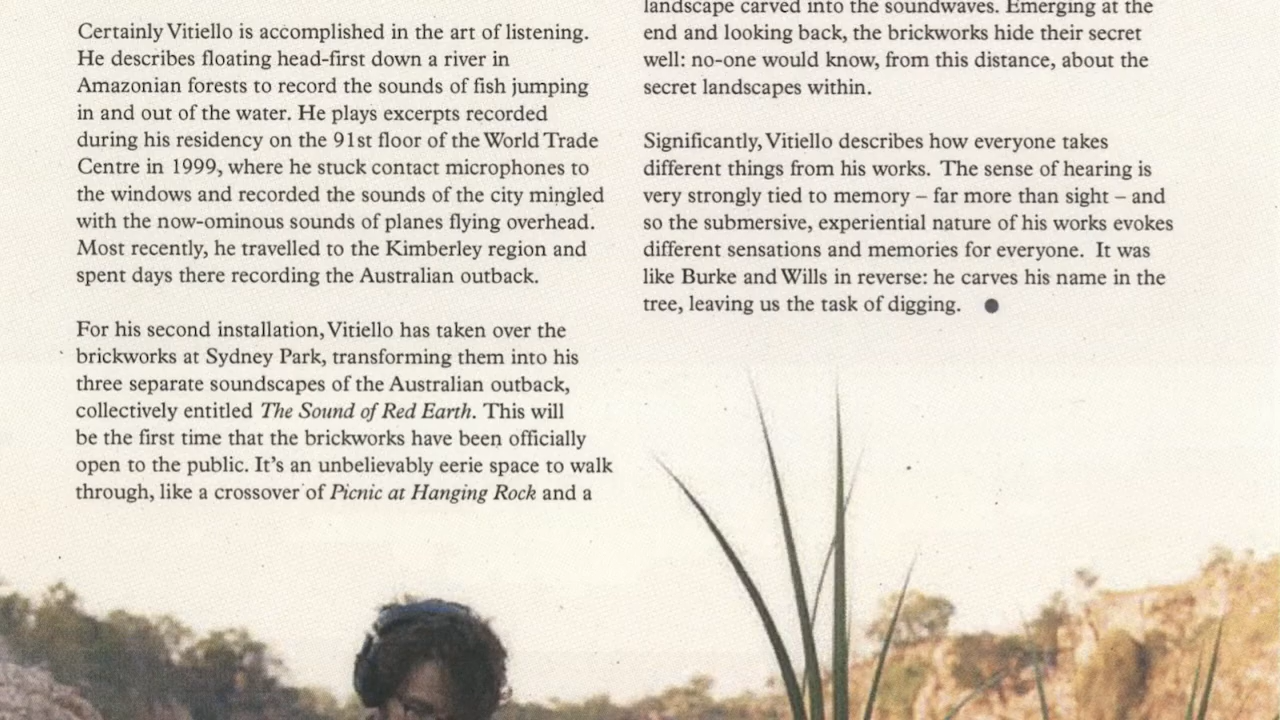 Certainly Vitiello is accomplished in the art of listening.
He describes floating head-first down a river in
Amazonian forests to record the sounds of fish jumping
in and out of the water. He plays excerpts recorded
during his residency on the 91st floor of the World Trade
Centre in 1999, where he stuck contact microphones to
the windows and recorded the sounds of the city mingled
with the now-ominous sounds of planes flying overhead.
Most recently, he travelled to the Kimberley region and
spent days there recording the Australian outback.
For his second installation, Vitiello has taken over the
brickworks at Sydney Park, transforming them into his
three separate soundscapes of the Australian outback,
collectively entitled The Sound of Red Earth. This will
be the first time that the brickworks have been officially
open to the public. It's an unbelievably eerie space to walk
through, like a crossover of Picnic at Hanging Rock and a
landscape carved into the soundwaves. Emerging at the
end and looking back, the brickworks hide their secret
well: no-one would know, from this distance, about the
secret landscapes within.
Significantly, Vitiello describes how everyone takes
different things from his works. The sense of hearing is
very strongly tied to memory – far more than sight – and
so the submersive, experiential nature of his works evokes
different sensations and memories for everyone. It was
like Burke and Wills in reverse: he carves his name in the
tree, leaving us the task of digging. ●